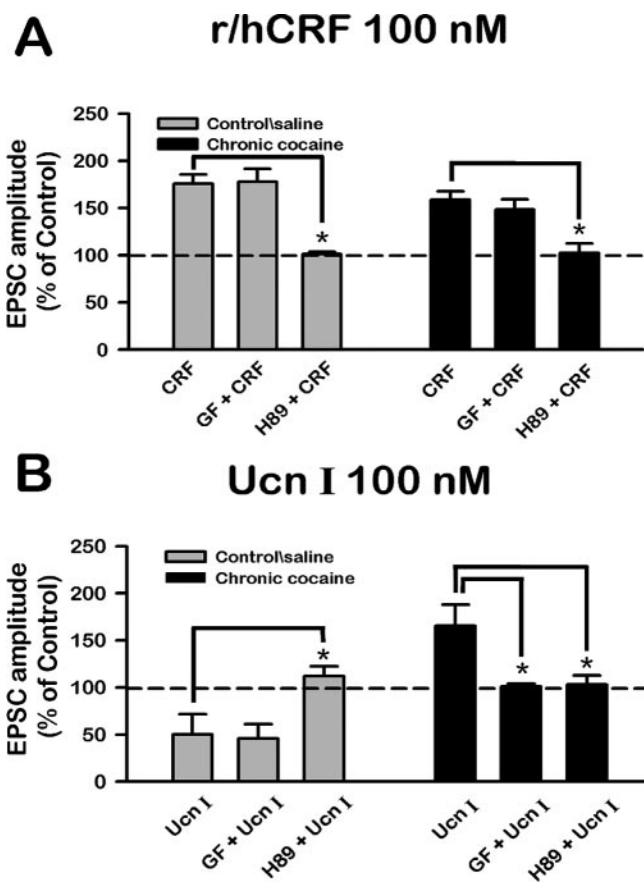 A
r/hCRF 100 nM
EPSC amplitude
(% of Control)
250
200
150
100
50
0
Control\saline
Chronic cocaine
*
*
CRF
GF + CRF
H89 + CRF
CRF
GF + CRF
H89 + CRF
B
Ucn I 100 nM
EPSC amplitude
(% of Control)
250
200
150
100
50
0
Control\saline
Chronic cocaine
*
*
*
Ucn I
GF + Ucn I
H89 + Ucn I
Ucn I
GF + Ucn I
H89 + Ucn I